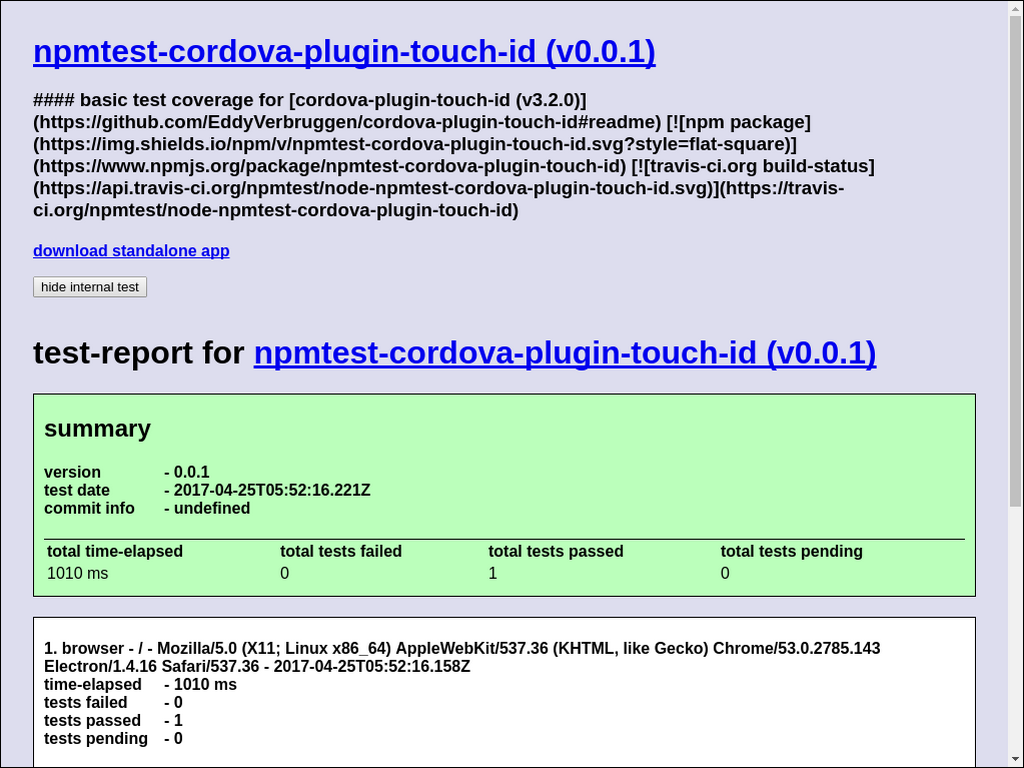 npmtest-cordova-plugin-touch-id (v0.0.1)
#### basic test coverage for [cordova-plugin-touch-id (v3.2.0)]
(https://github.com/EddyVerbruggen/cordova-plugin-touch-id#readme) [![npm package]
(https://img.shields.io/npm/v/npmtest-cordova-plugin-touch-id.svg?style=flat-square)]
(https://www.npmjs.org/package/npmtest-cordova-plugin-touch-id) [![travis-ci.org build-status]
(https://api.travis-ci.org/npmtest/node-npmtest-cordova-plugin-touch-id.svg)](https://travis-
ci.org/npmtest/node-npmtest-cordova-plugin-touch-id)
download standalone app
hide internal test
test-report for npmtest-cordova-plugin-touch-id (v0.0.1)
summary
version - 0.0.1
test date - 2017-04-25T05:52:16.221Z
commit info - undefined
total time-elapsed total tests failed total tests passed total tests pending
1010 ms 0 1 0
1. browser - / - Mozilla/5.0 (X11; Linux x86_64) AppleWebKit/537.36 (KHTML, like Gecko) Chrome/53.0.2785.143
Electron/1.4.16 Safari/537.36 - 2017-04-25T05:52:16.158Z
time-elapsed - 1010 ms
tests failed - 0
tests passed - 1
tests pending - 0